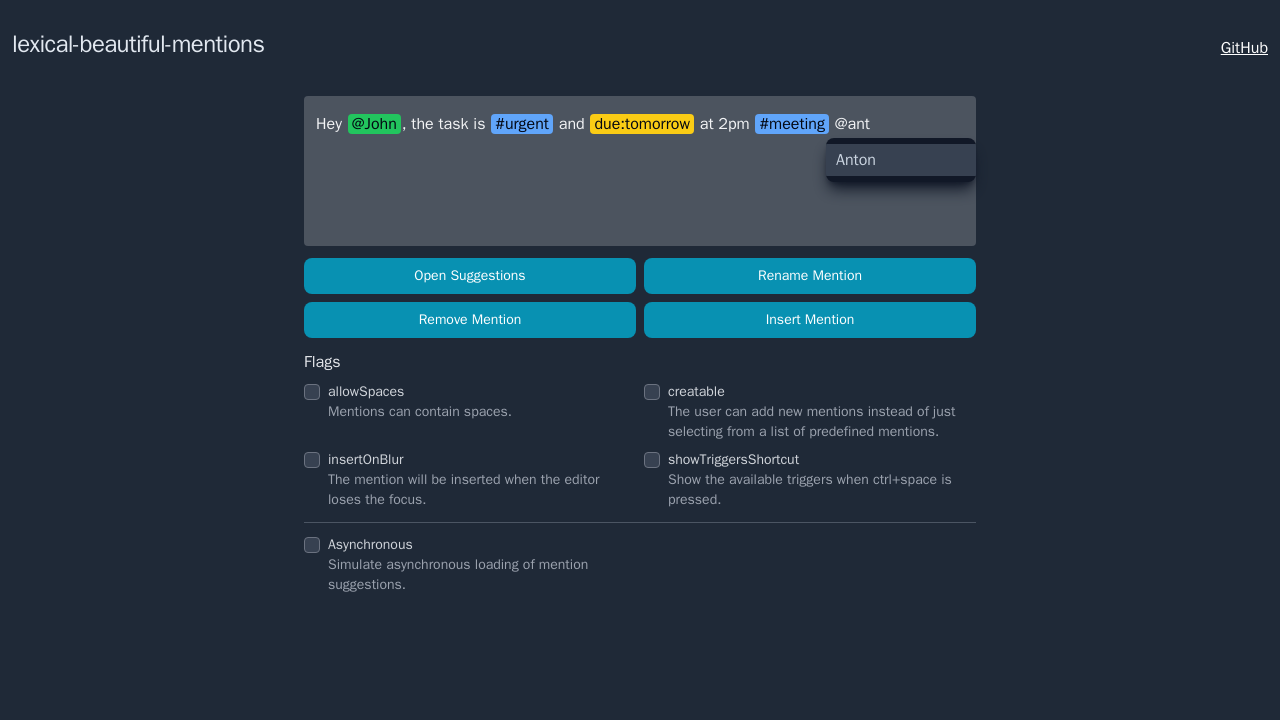 lexical-beautiful-mentions
GitHub
Hey @John, the task is #urgent and due:tomorrow at 2pm #meeting @ant
Anton
Open Suggestions
Rename Mention
Remove Mention
Insert Mention
Flags
allowSpaces
Mentions can contain spaces.
creatable
The user can add new mentions instead of just
selecting from a list of predefined mentions.
insertOnBlur
The mention will be inserted when the editor
loses the focus.
showTriggersShortcut
Show the available triggers when ctrl+space is
pressed.
Asynchronous
Simulate asynchronous loading of mention
suggestions.